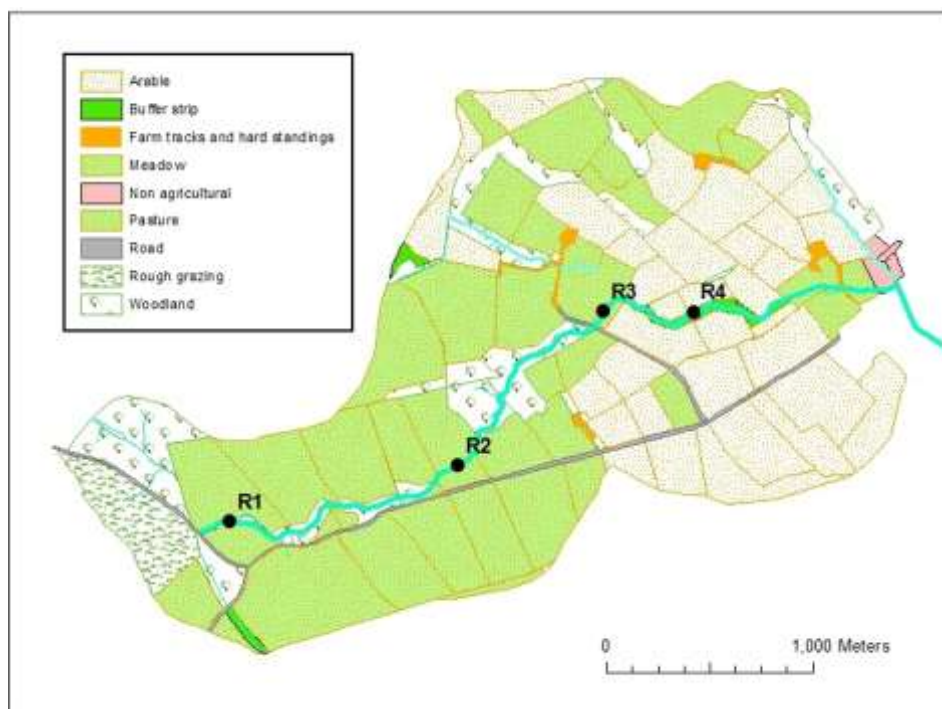 Arable
Buffer strip
Farm tracks and hard standings
Meadow
Non agricultural
Pasture
Road
Rough grazing
Woodland
R3
R4
R2
R1
0 1,000 Meters